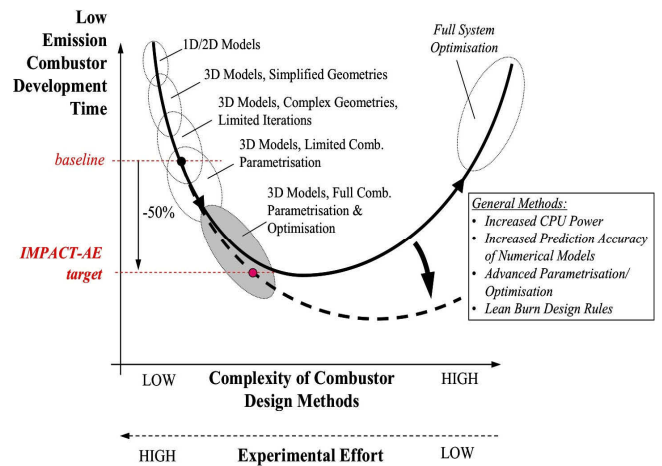 Low
Emission
Combustor
Development
Time
1D/2D Models
3D Models, Simplified Geometries
3D Models, Complex Geometries,
Limited Iterations
3D Models, Limited Comb.
Parametrisation
3D Models, Full Comb.
Parametrisation &
Optimisation
Full System
Optimisation
baseline
-50%
IMPACT-AE
target
General Methods:
• Increased CPU Power
• Increased Prediction Accuracy
of Numerical Models
• Advanced Parametrisation/
Optimisation
• Lean Burn Design Rules
LOW
Complexity of Combustor
Design Methods
HIGH
HIGH
Experimental Effort
LOW